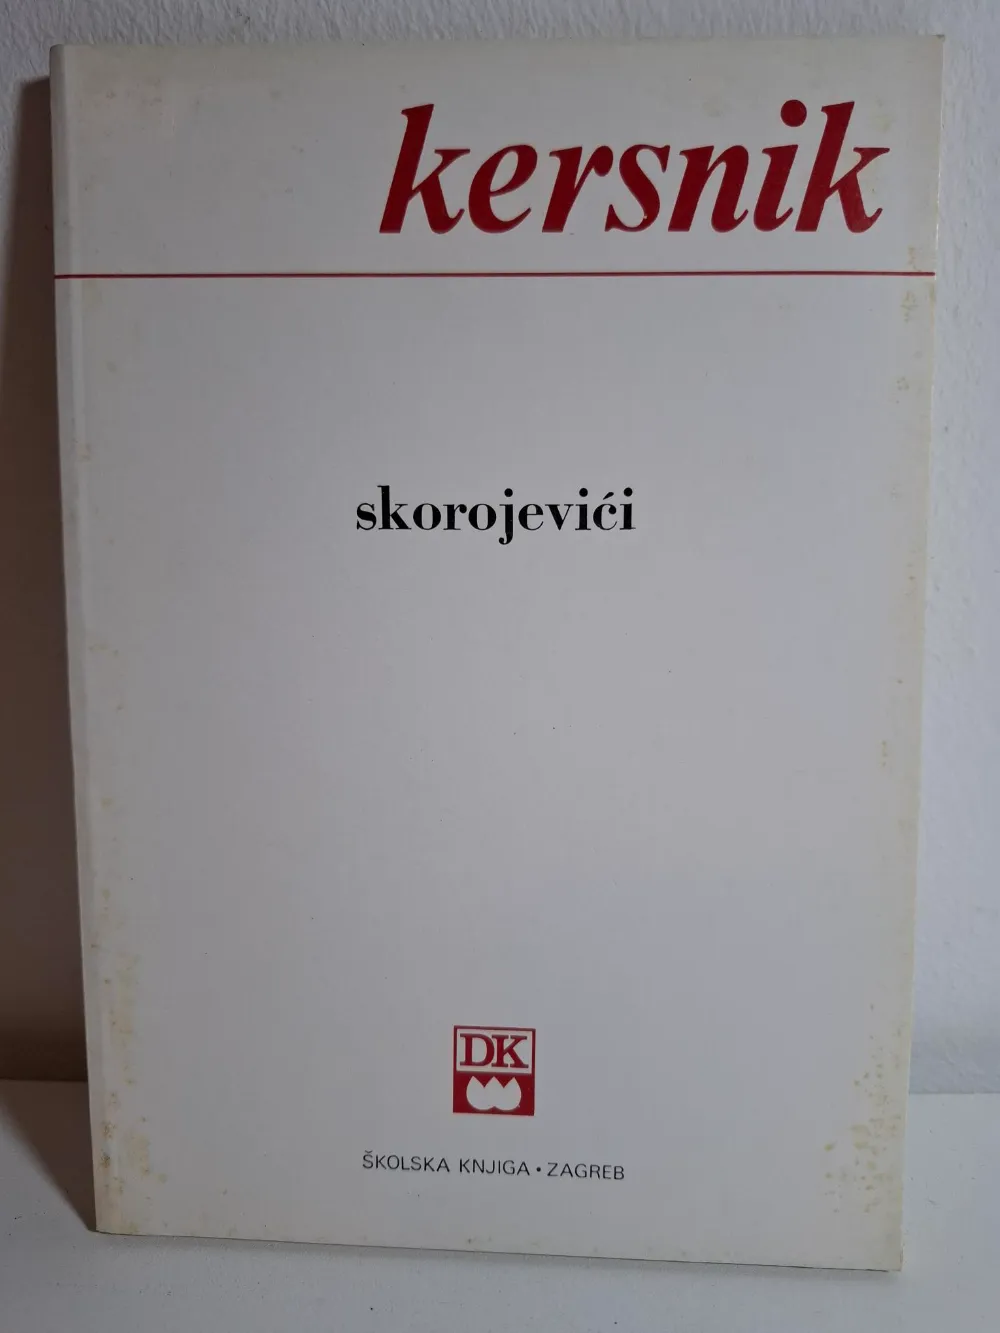 kersnik
skorojevići
DK
ŠKOLSKA KNJIGA • ZAGREB